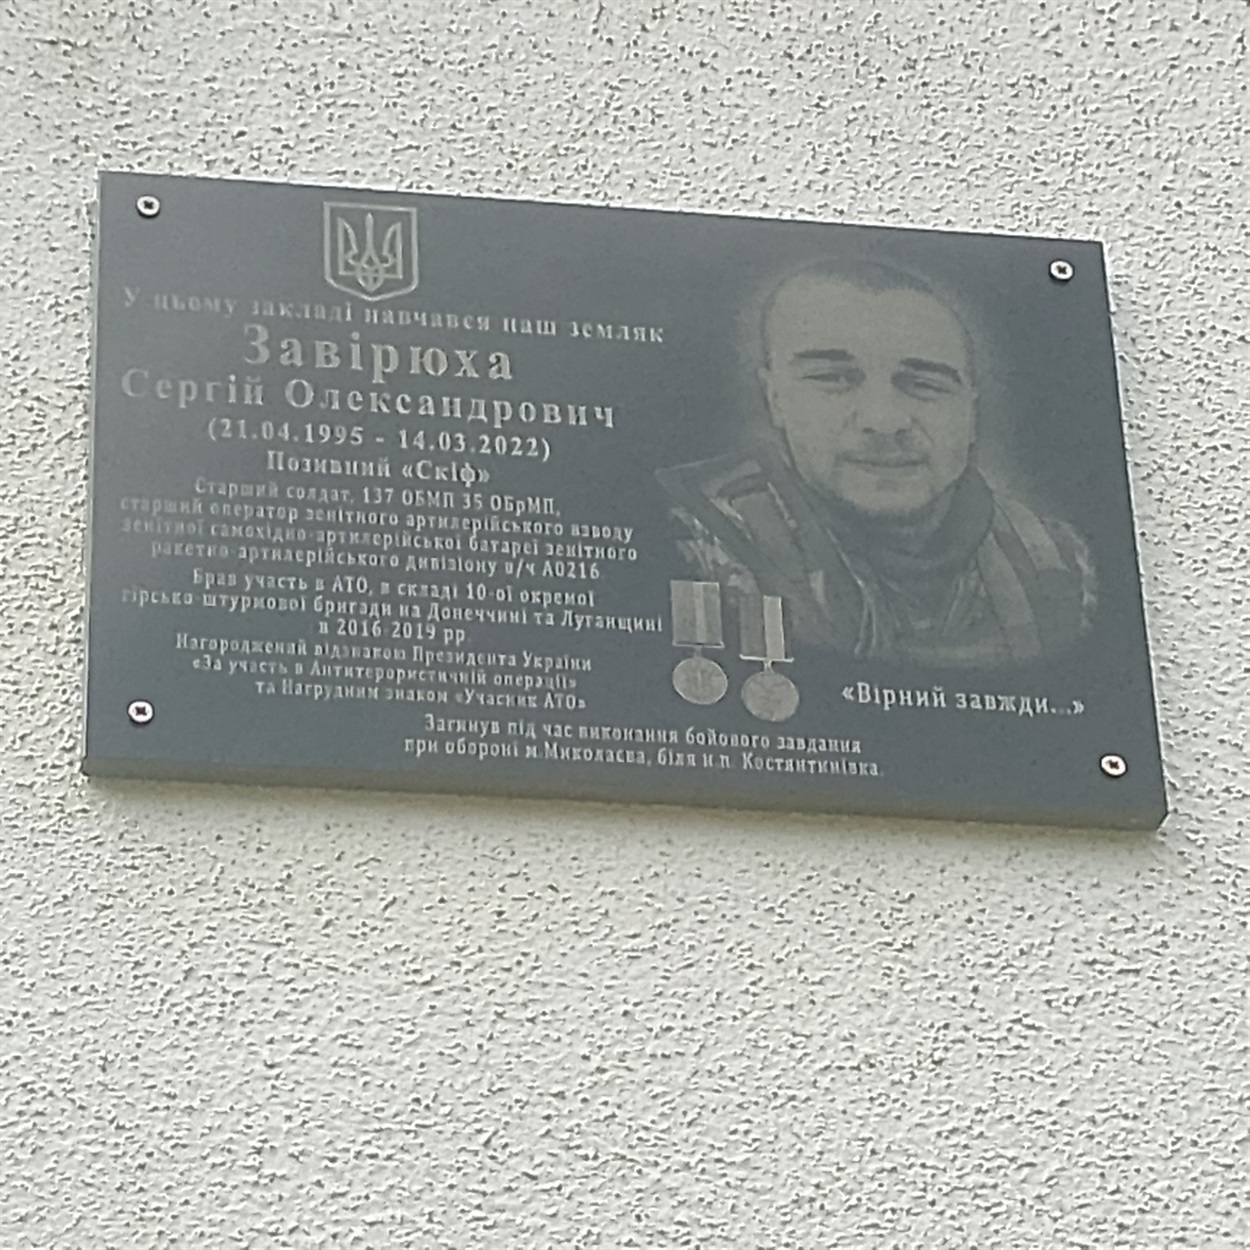 У цьому закладі навчався наш земляк
Завірюха
Сергій Олександрович
(21.04.1995 - 14.03.2022)
Позивний «Скіф»
Старший солдат, 137 ОБМП 35 ОБрМП,
старший оператор зенітного артилерійського взводу
зенітної самохідно-артилерійської батареї зенітного
ракетно-артилерійського дивізіону в/ч А0216
Брав участь в АТО, в складі 10-ої окремої
гірсько-штурмової бригади на Донеччині та Луганщині
в 2016-2019 рр.
Нагороджений відзнакою Президента України
«За участь в Антитерористичній операції»
та Нагрудним знаком «Учасник АТО»
«Вірний завжди...»
Загинув під час виконання бойового завдання
при обороні м.Миколаєва, біля н.п. Костянтинівка.